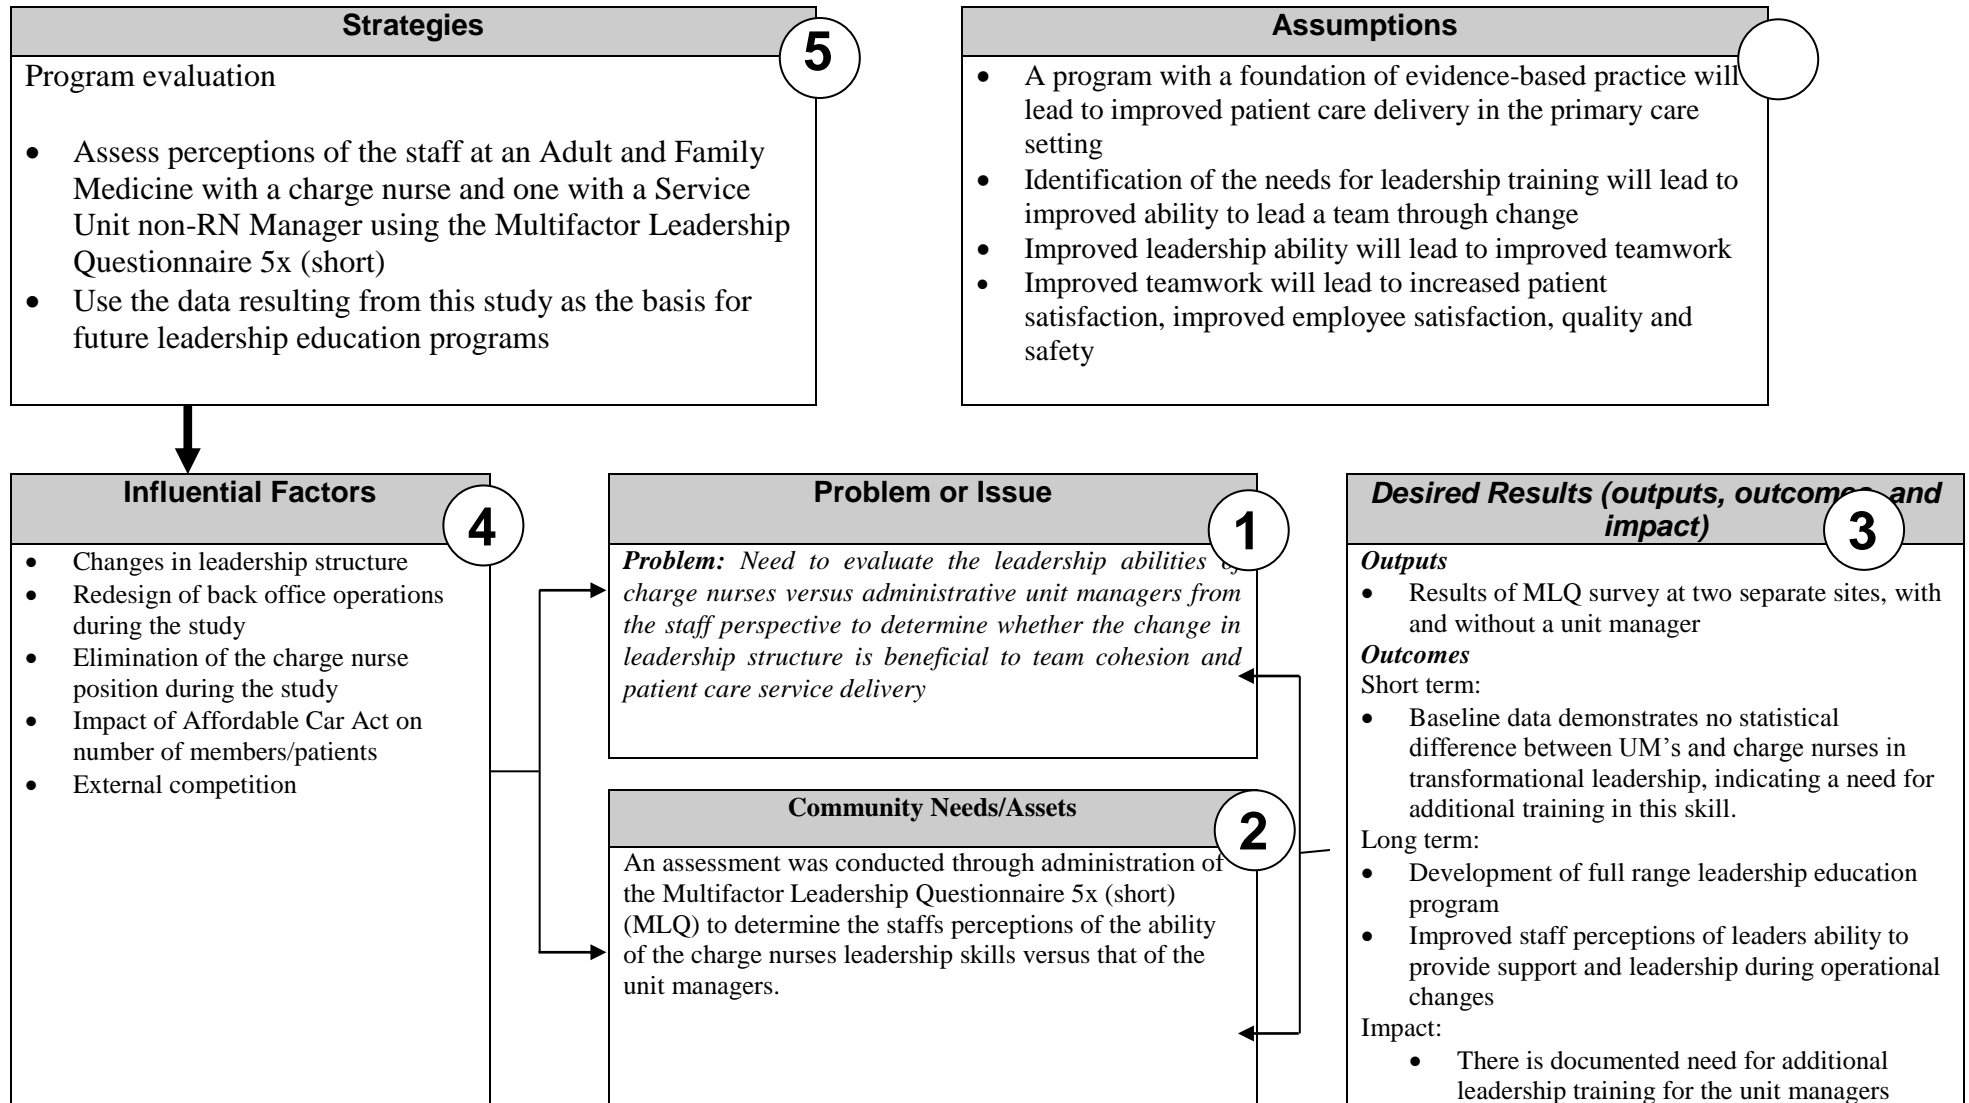 Strategies
5
Program evaluation
• Assess perceptions of the staff at an Adult and Family
Medicine with a charge nurse and one with a Service
Unit non-RN Manager using the Multifactor Leadership
Questionnaire 5x (short)
• Use the data resulting from this study as the basis for
future leadership education programs
Assumptions
• A program with a foundation of evidence-based practice will
lead to improved patient care delivery in the primary care
setting
• Identification of the needs for leadership training will lead to
improved ability to lead a team through change
• Improved leadership ability will lead to improved teamwork
• Improved teamwork will lead to increased patient
satisfaction, improved employee satisfaction, quality and
safety
Influential Factors
4
• Changes in leadership structure
• Redesign of back office operations
during the study
• Elimination of the charge nurse
position during the study
• Impact of Affordable Car Act on
number of members/patients
• External competition
Problem or Issue
1
Problem: Need to evaluate the leadership abilities of
charge nurses versus administrative unit managers from
the staff perspective to determine whether the change in
leadership structure is beneficial to team cohesion and
patient care service delivery
Community Needs/Assets
2
An assessment was conducted through administration of
the Multifactor Leadership Questionnaire 5x (short)
(MLQ) to determine the staffs perceptions of the ability
of the charge nurses leadership skills versus that of the
unit managers.
Desired Results (outputs, outcomes, and
impact)
3
Outputs
• Results of MLQ survey at two separate sites, with
and without a unit manager
Outcomes
Short term:
• Baseline data demonstrates no statistical
difference between UM's and charge nurses in
transformational leadership, indicating a need for
additional training in this skill.
Long term:
• Development of full range leadership education
program
• Improved staff perceptions of leaders ability to
provide support and leadership during operational
changes
Impact:
• There is documented need for additional
leadership training for the unit managers